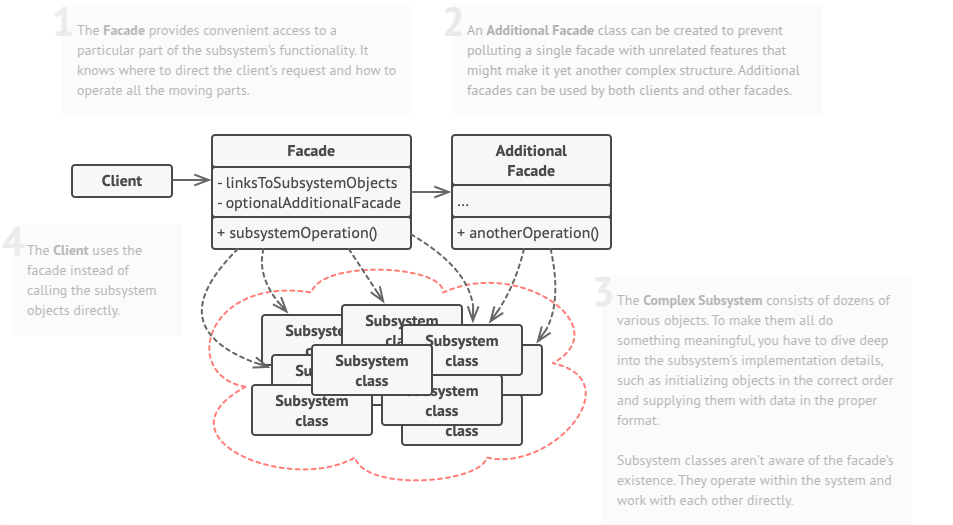 1
The Facade provides convenient access to a
particular part of the subsystem's functionality. It
knows where to direct the client's request and how to
operate all the moving parts.
2
An Additional Facade class can be created to prevent
polluting a single facade with unrelated features that
might make it yet another complex structure. Additional
facades can be used by both clients and other facades.
Client
Facade
- linksToSubsystemObjects
- optionalAdditionalFacade
+ subsystemOperation()
Additional
Facade
...
+ anotherOperation()
4
The Client uses the
facade instead of
calling the subsystem
objects directly.
3
The Complex Subsystem consists of dozens of
various objects. To make them all do
something meaningful, you have to dive deep
into the subsystem's implementation details,
such as initializing objects in the correct order
and supplying them with data in the proper
format.
Subsystem classes aren't aware of the facade's
existence. They operate within the system and
work with each other directly.
Subsyste
c
Subsystem
cla
Subsystem
class
Su
Subsystem
class
Subsystem
class
system
class
class